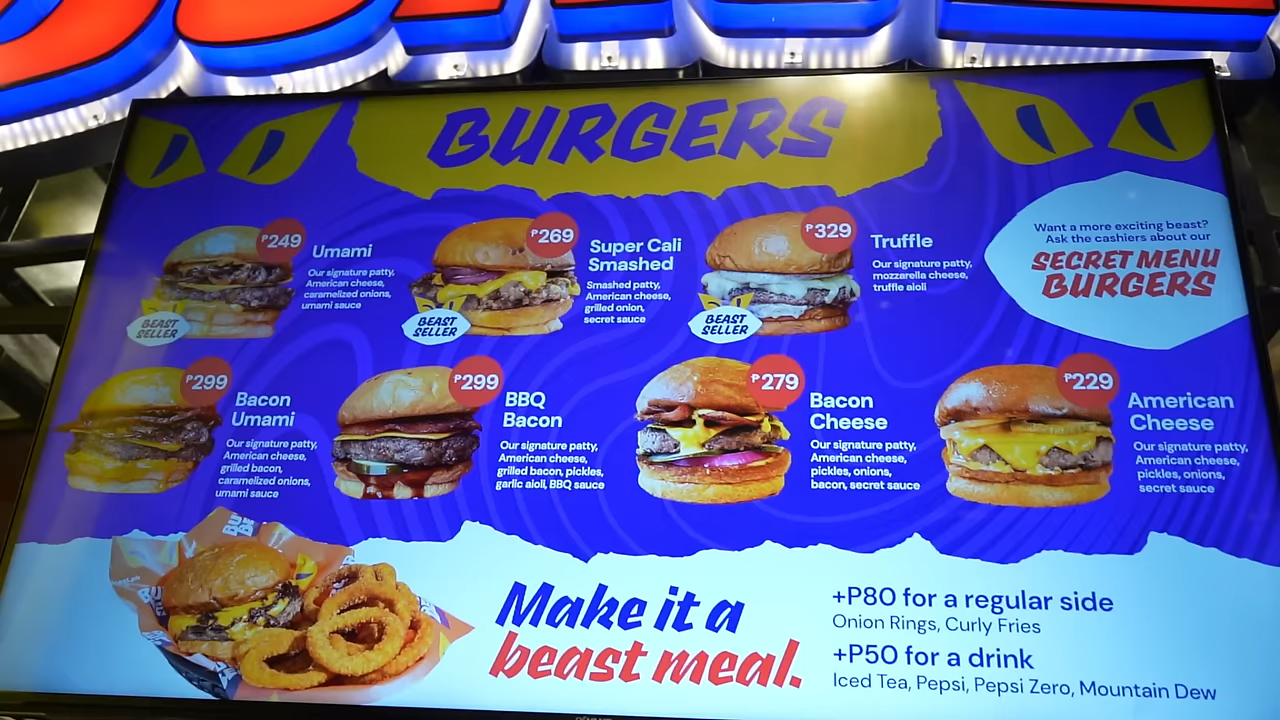 BURGERS
₱249
Umami
Our signature patty,
American cheese,
caramelized onions,
umami sauce
BEAST
SELLER
₱269
Super Cali
Smashed
Smashed patty,
American cheese,
grilled onion,
secret sauce
BEAST
SELLER
₱329
Truffle
Our signature patty,
mozzarella cheese,
truffle aioli
BEAST
SELLER
Want a more exciting beast?
Ask the cashiers about our
SECRET MENU
BURGERS
₱299
Bacon
Umami
Our signature patty,
American cheese,
grilled bacon,
caramelized onions,
umami sauce
₱299
BBQ
Bacon
Our signature patty,
American cheese,
grilled bacon, pickles,
garlic aioli, BBQ sauce
₱279
Bacon
Cheese
Our signature patty,
American cheese,
pickles, onions,
bacon, secret sauce
₱229
American
Cheese
Our signature patty,
American cheese,
pickles, onions,
secret sauce
Make it a
beast meal.
+P80 for a regular side
Onion Rings, Curly Fries
+P50 for a drink
Iced Tea, Pepsi, Pepsi Zero, Mountain Dew